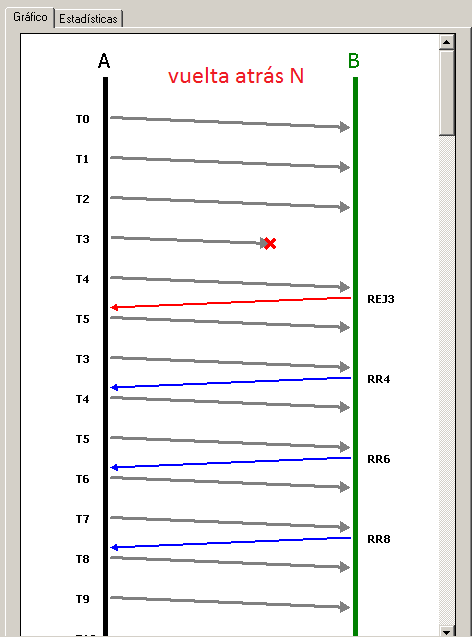 Gráfico Estadísticas
A B
vuelta atrás N
T0
T1
T2
T3
T4
REJ3
T5
T3
RR4
T4
T5
RR6
T6
T7
RR8
T8
T9